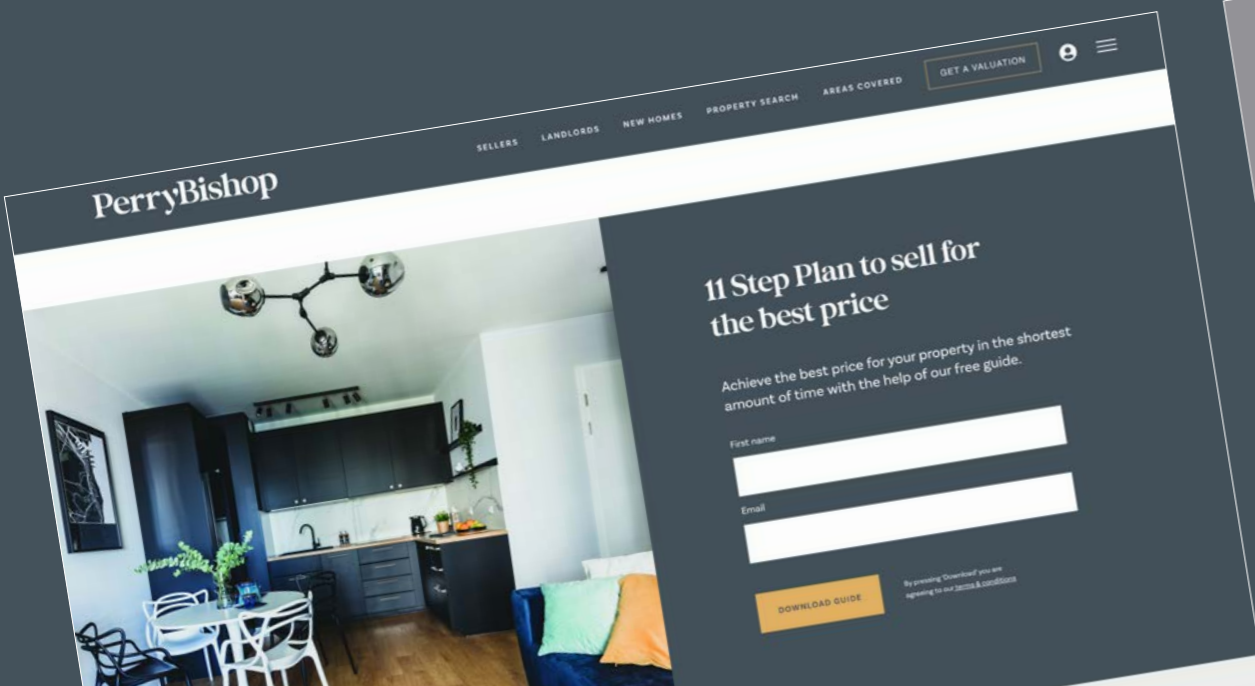 PerryBishop
SELLERS LANDLORDS NEW HOMES PROPERTY SEARCH AREAS COVERED GET A VALUATION
11 Step Plan to sell for
the best price
Achieve the best price for your property in the shortest
amount of time with the help of our free guide.
First name
Email
DOWNLOAD GUIDE
By pressing 'Download' you are
agreeing to our terms & conditions